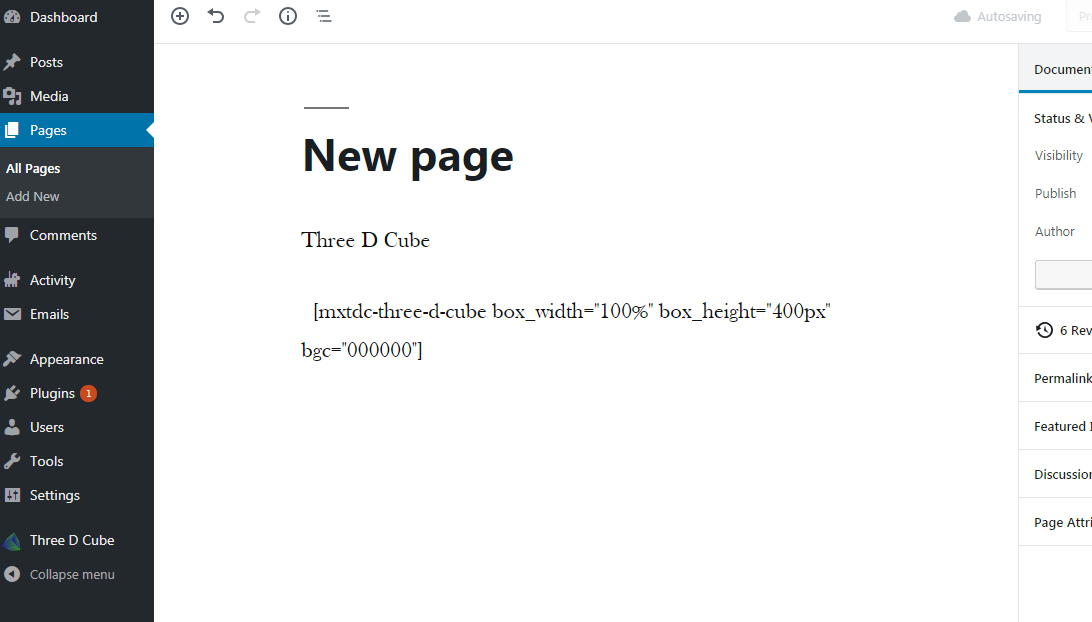 Dashboard
Posts
Media
Pages
All Pages
Add New
Comments
Activity
Emails
Appearance
Plugins 1
Users
Tools
Settings
Three D Cube
Collapse menu
Autosaving
New page
Three D Cube
[mxtdc-three-d-cube box_width="100%" box_height="400px"
bgc="000000"]
Documen
Status & V
Visibility
Publish
Author
6 Rev
Permalink
Featured I
Discussion
Page Attri